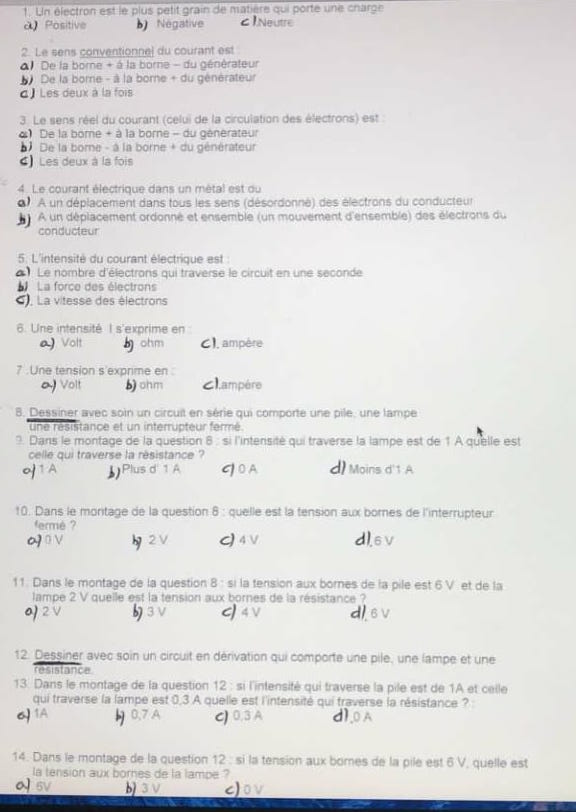 1. Un électron est le plus petit grain de matière qui porte une charge
a) Positive b) Négative c) Neutre
2. Le sens conventionnel du courant est :
a) De la borne + à la borne – du générateur
b) De la borne - à la borne + du générateur
c) Les deux à la fois
3. Le sens réel du courant (celui de la circulation des électrons) est :
a) De la borne + à la borne – du générateur
b) De la borne - à la borne + du générateur
c) Les deux à la fois
4. Le courant électrique dans un métal est du
a) A un déplacement dans tous les sens (désordonné) des électrons du conducteur
b) A un déplacement ordonné et ensemble (un mouvement d'ensemble) des électrons du
conducteur
5. L'intensité du courant électrique est :
a) Le nombre d'électrons qui traverse le circuit en une seconde
b) La force des électrons
c). La vitesse des électrons
6. Une intensité I s'exprime en :
a) Volt b) ohm c). ampère
7 .Une tension s'exprime en :
a) Volt b) ohm c).ampère
8. Dessiner avec soin un circuit en série qui comporte une pile, une lampe
une résistance et un interrupteur fermé.
9. Dans le montage de la question 8 : si l'intensité qui traverse la lampe est de 1 A quelle est
celle qui traverse la résistance ?
a) 1 A b) Plus d' 1 A c) 0 A d) Moins d'1 A
10. Dans le montage de la question 8 : quelle est la tension aux bornes de l'interrupteur
fermé ?
a) 0 V b) 2 V c) 4 V d). 6 V
11. Dans le montage de la question 8 : si la tension aux bornes de la pile est 6 V et de la
lampe 2 V quelle est la tension aux bornes de la résistance ?
a) 2 V b) 3 V c) 4 V d). 6 V
12. Dessiner avec soin un circuit en dérivation qui comporte une pile, une lampe et une
résistance.
13. Dans le montage de la question 12 : si l'intensité qui traverse la pile est de 1A et celle
qui traverse la lampe est 0,3 A quelle est l'intensité qui traverse la résistance ? :
a) 1A b) 0,7 A c) 0,3 A d).0 A
14. Dans le montage de la question 12 : si la tension aux bornes de la pile est 6 V, quelle est
la tension aux bornes de la lampe ?
a) 6V b) 3 V c) 0 V